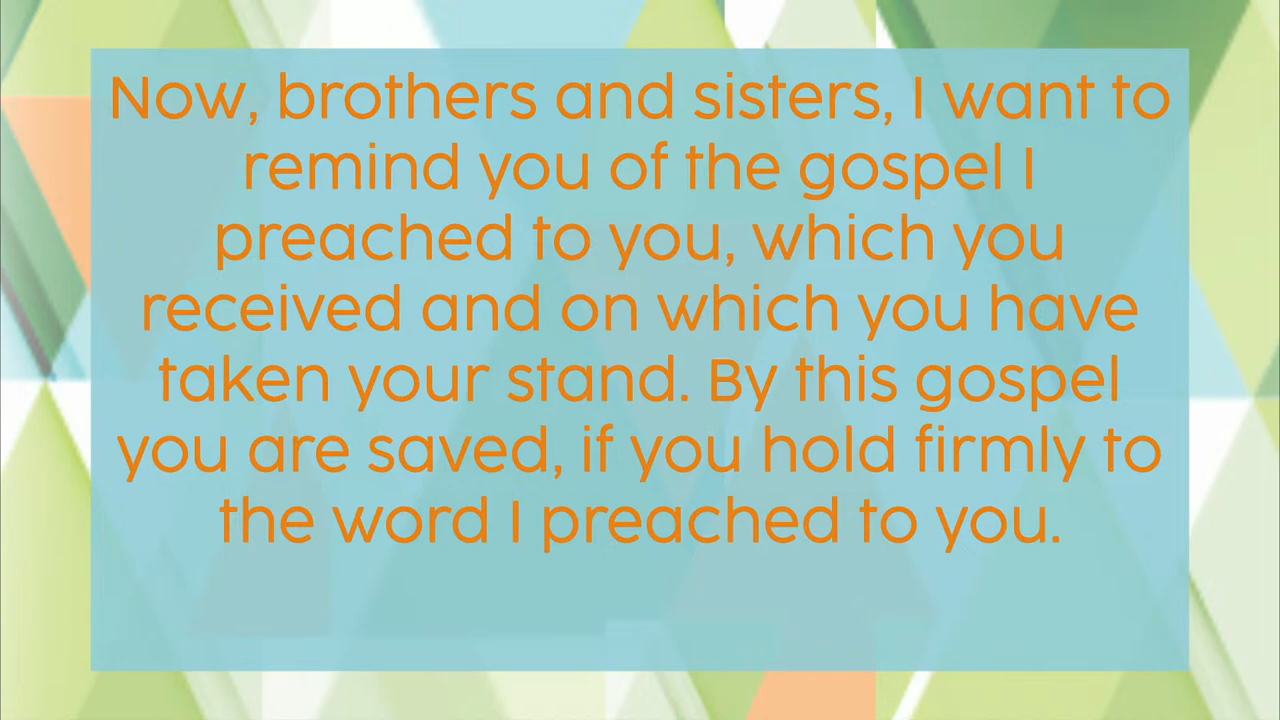 Now, brothers and sisters, I want to
remind you of the gospel I
preached to you, which you
received and on which you have
taken your stand. By this gospel
you are saved, if you hold firmly to
the word I preached to you.